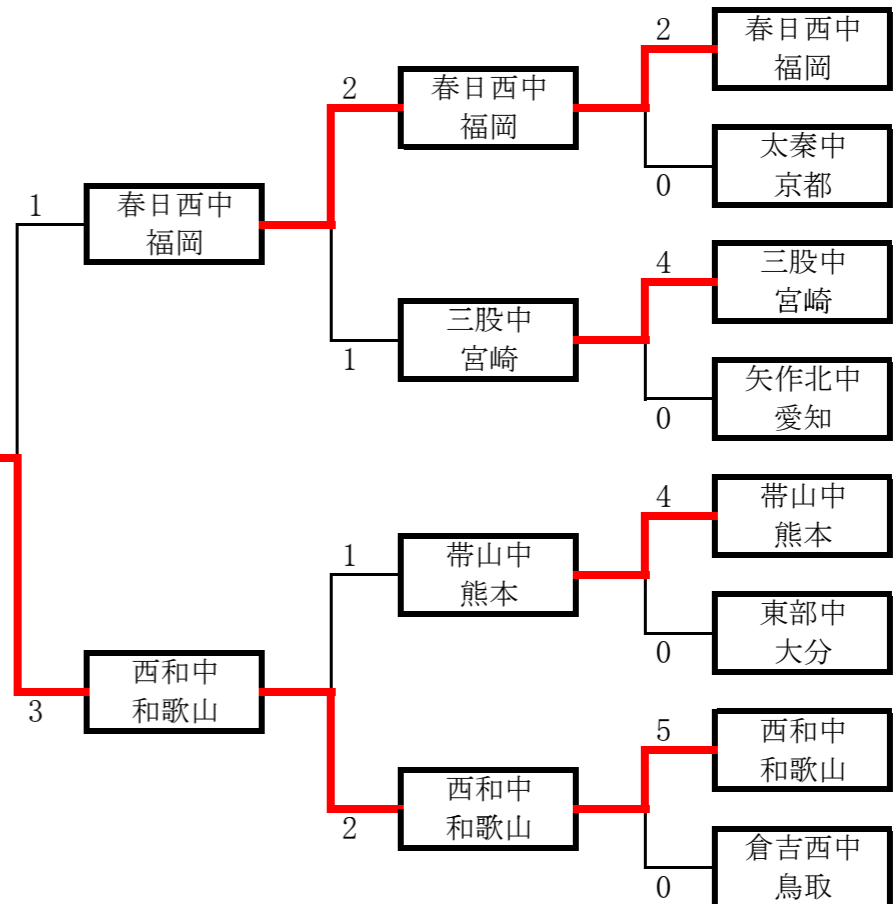 1
春日西中
福岡
西和中
和歌山
3
2
春日西中
福岡
三股中
宮崎
1
1
帯山中
熊本
西和中
和歌山
2
2
春日西中
福岡
太秦中
京都
0
4
三股中
宮崎
矢作北中
愛知
0
4
帯山中
熊本
東部中
大分
0
5
西和中
和歌山
倉吉西中
鳥取
0